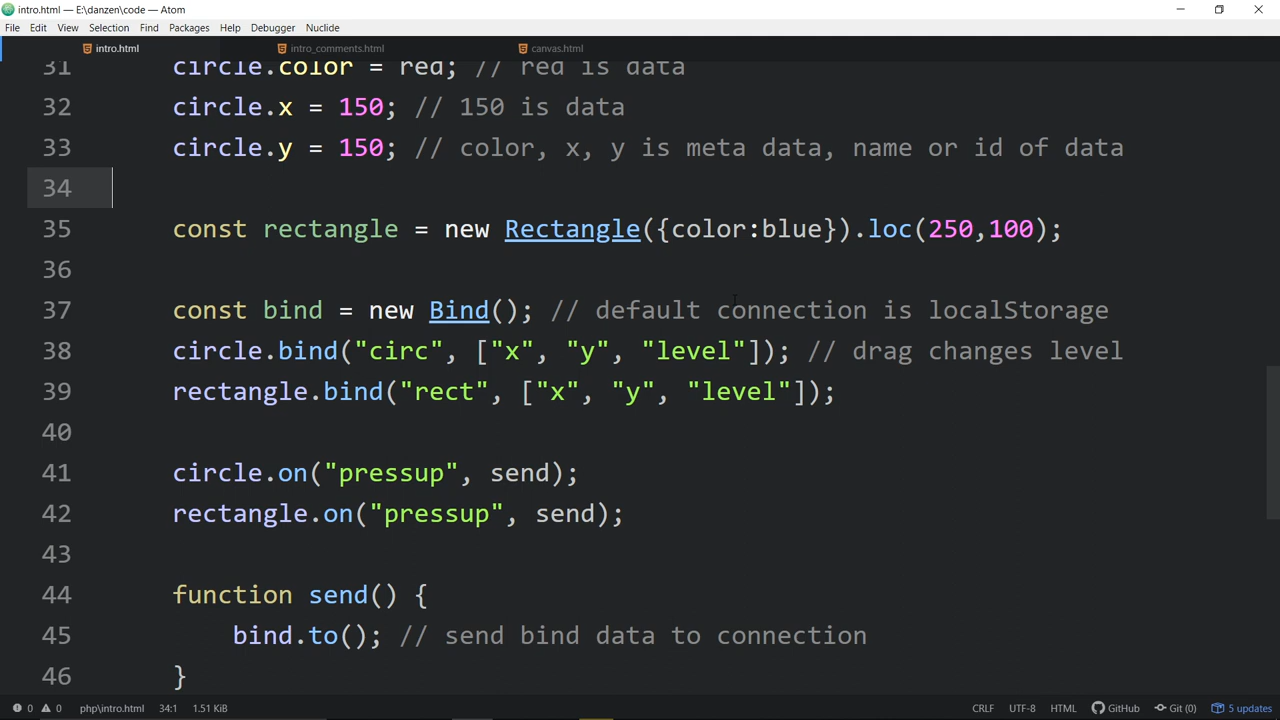 intro.html — E:\danzen\code — Atom
File Edit View Selection Find Packages Help Debugger Nuclide
intro.html intro_comments.html canvas.html
31 circle.color = red; // red is data
32 circle.x = 150; // 150 is data
33 circle.y = 150; // color, x, y is meta data, name or id of data
34
35 const rectangle = new Rectangle({color:blue}).loc(250,100);
36
37 const bind = new Bind(); // default connection is localStorage
38 circle.bind("circ", ["x", "y", "level"]); // drag changes level
39 rectangle.bind("rect", ["x", "y", "level"]);
40
41 circle.on("pressup", send);
42 rectangle.on("pressup", send);
43
44 function send() {
45 bind.to(); // send bind data to connection
46 }
0 0 php\intro.html 34:1 1.51 KiB CRLF UTF-8 HTML GitHub Git (0) 5 updates